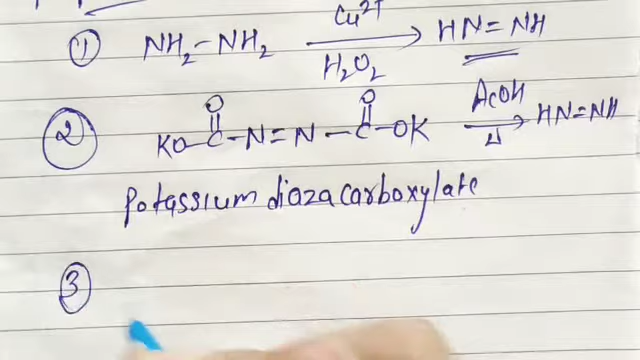 ① NH₂–NH₂ Cu²⁺ / H₂O₂ → HN=NH
② KO–C(=O)–N=N–C(=O)–OK AcOH / Δ → HN=NH
potassium diazacarboxylate
③